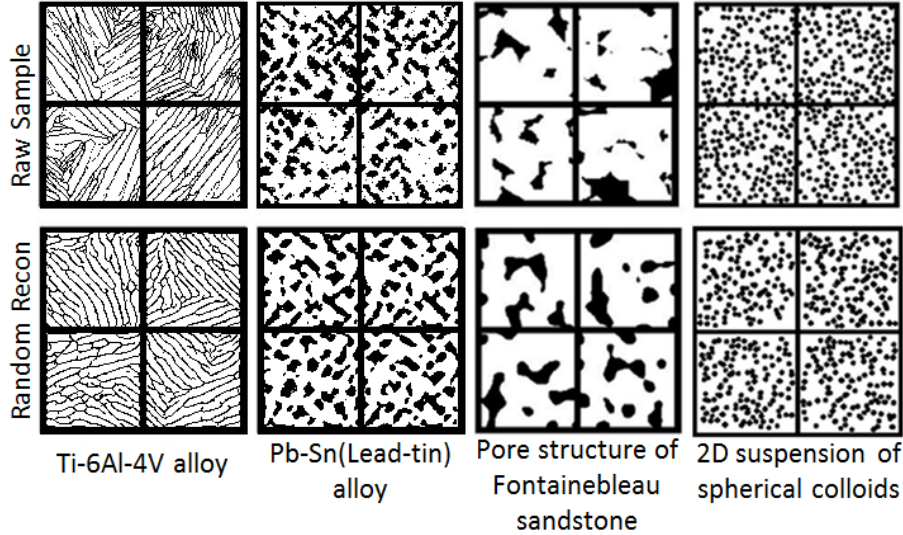 Raw Sample
Random Recon
Ti-6Al-4V alloy
Pb-Sn(Lead-tin)
alloy
Pore structure of
Fontainebleau
sandstone
2D suspension of
spherical colloids